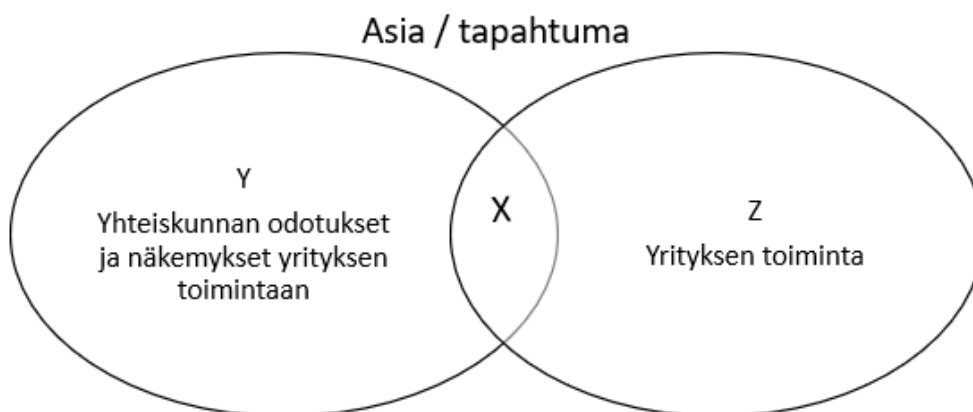 Asia / tapahtuma
Y
Yhteiskunnan odotukset
ja näkemykset yrityksen
toimintaan
X
Z
Yrityksen toiminta